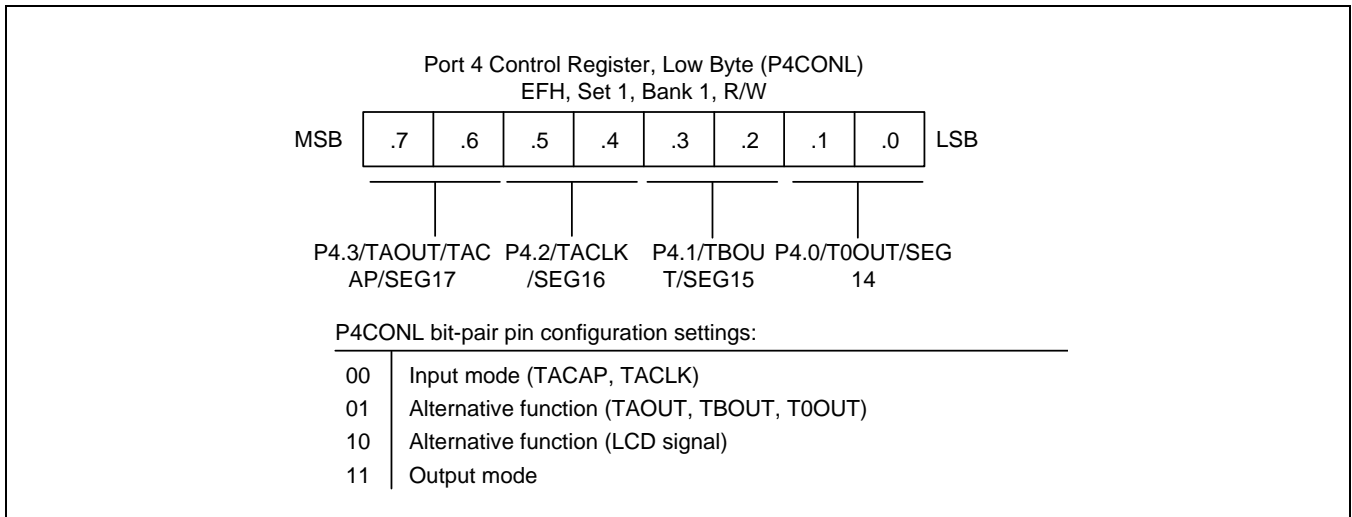 Port 4 Control Register, Low Byte (P4CONL)
EFH, Set 1, Bank 1, R/W
MSB .7 .6 .5 .4 .3 .2 .1 .0 LSB
P4.3/TAOUT/TAC P4.2/TACLK P4.1/TBOU P4.0/T0OUT/SEG
AP/SEG17 /SEG16 T/SEG15 14
P4CONL bit-pair pin configuration settings:
00 Input mode (TACAP, TACLK)
01 Alternative function (TAOUT, TBOUT, T0OUT)
10 Alternative function (LCD signal)
11 Output mode